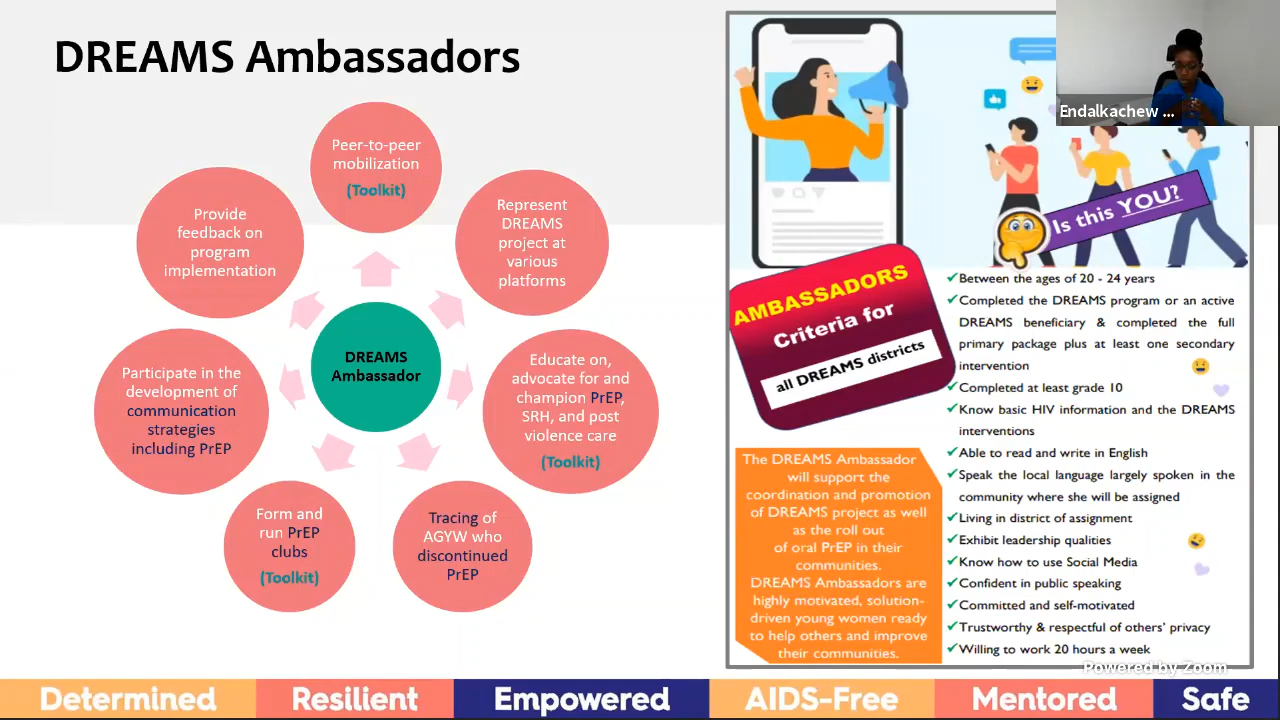 DREAMS Ambassadors
Endalkachew ...
Peer-to-peer
mobilization
(Toolkit)
Represent
DREAMS
project at
various
platforms
Educate on,
advocate for and
champion PrEP,
SRH, and post
violence care
(Toolkit)
Tracing of
AGYW who
discontinued
PrEP
Form and
run PrEP
clubs
(Toolkit)
Participate in the
development of
communication
strategies
including PrEP
Provide
feedback on
program
implementation
DREAMS
Ambassador
Is this YOU?
AMBASSADORS
Criteria for
all DREAMS districts
The DREAMS Ambassador
will support the
coordination and promotion
of DREAMS project as well
as the roll out
of oral PrEP in their
communities.
DREAMS Ambassadors are
highly motivated, solution-
driven young women ready
to help others and improve
their communities.
✓Between the ages of 20 - 24 years
✓Completed the DREAMS program or an active
DREAMS beneficiary & completed the full
primary package plus at least one secondary
intervention
✓Completed at least grade 10
✓Know basic HIV information and the DREAMS
interventions
✓Able to read and write in English
✓Speak the local language largely spoken in the
community where she will be assigned
✓Living in district of assignment
✓Exhibit leadership qualities
✓Know how to use Social Media
✓Confident in public speaking
✓Committed and self-motivated
✓Trustworthy & respectful of others' privacy
✓Willing to work 20 hours a week
Powered by Zoom
Determined Resilient Empowered AIDS-Free Mentored Safe